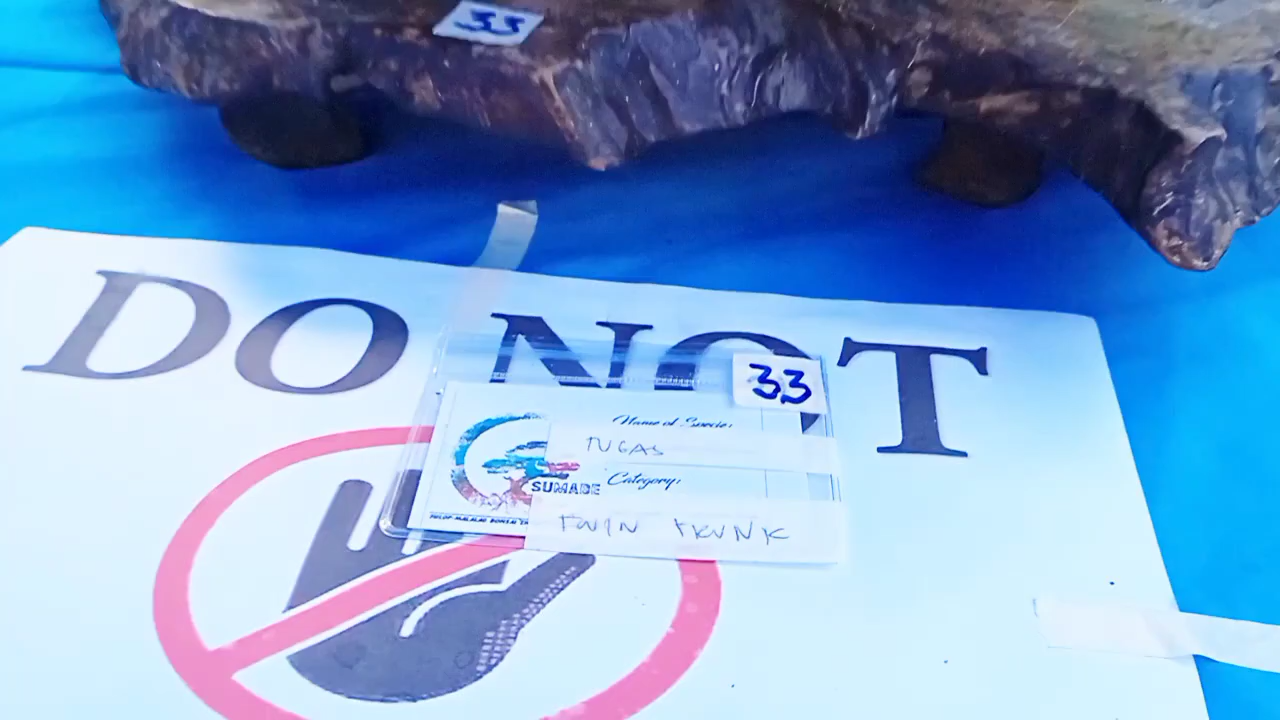 33
DO NOT
33
Name of Specie:
TUGAS
SUMADE
Category:
TWIN TRUNK